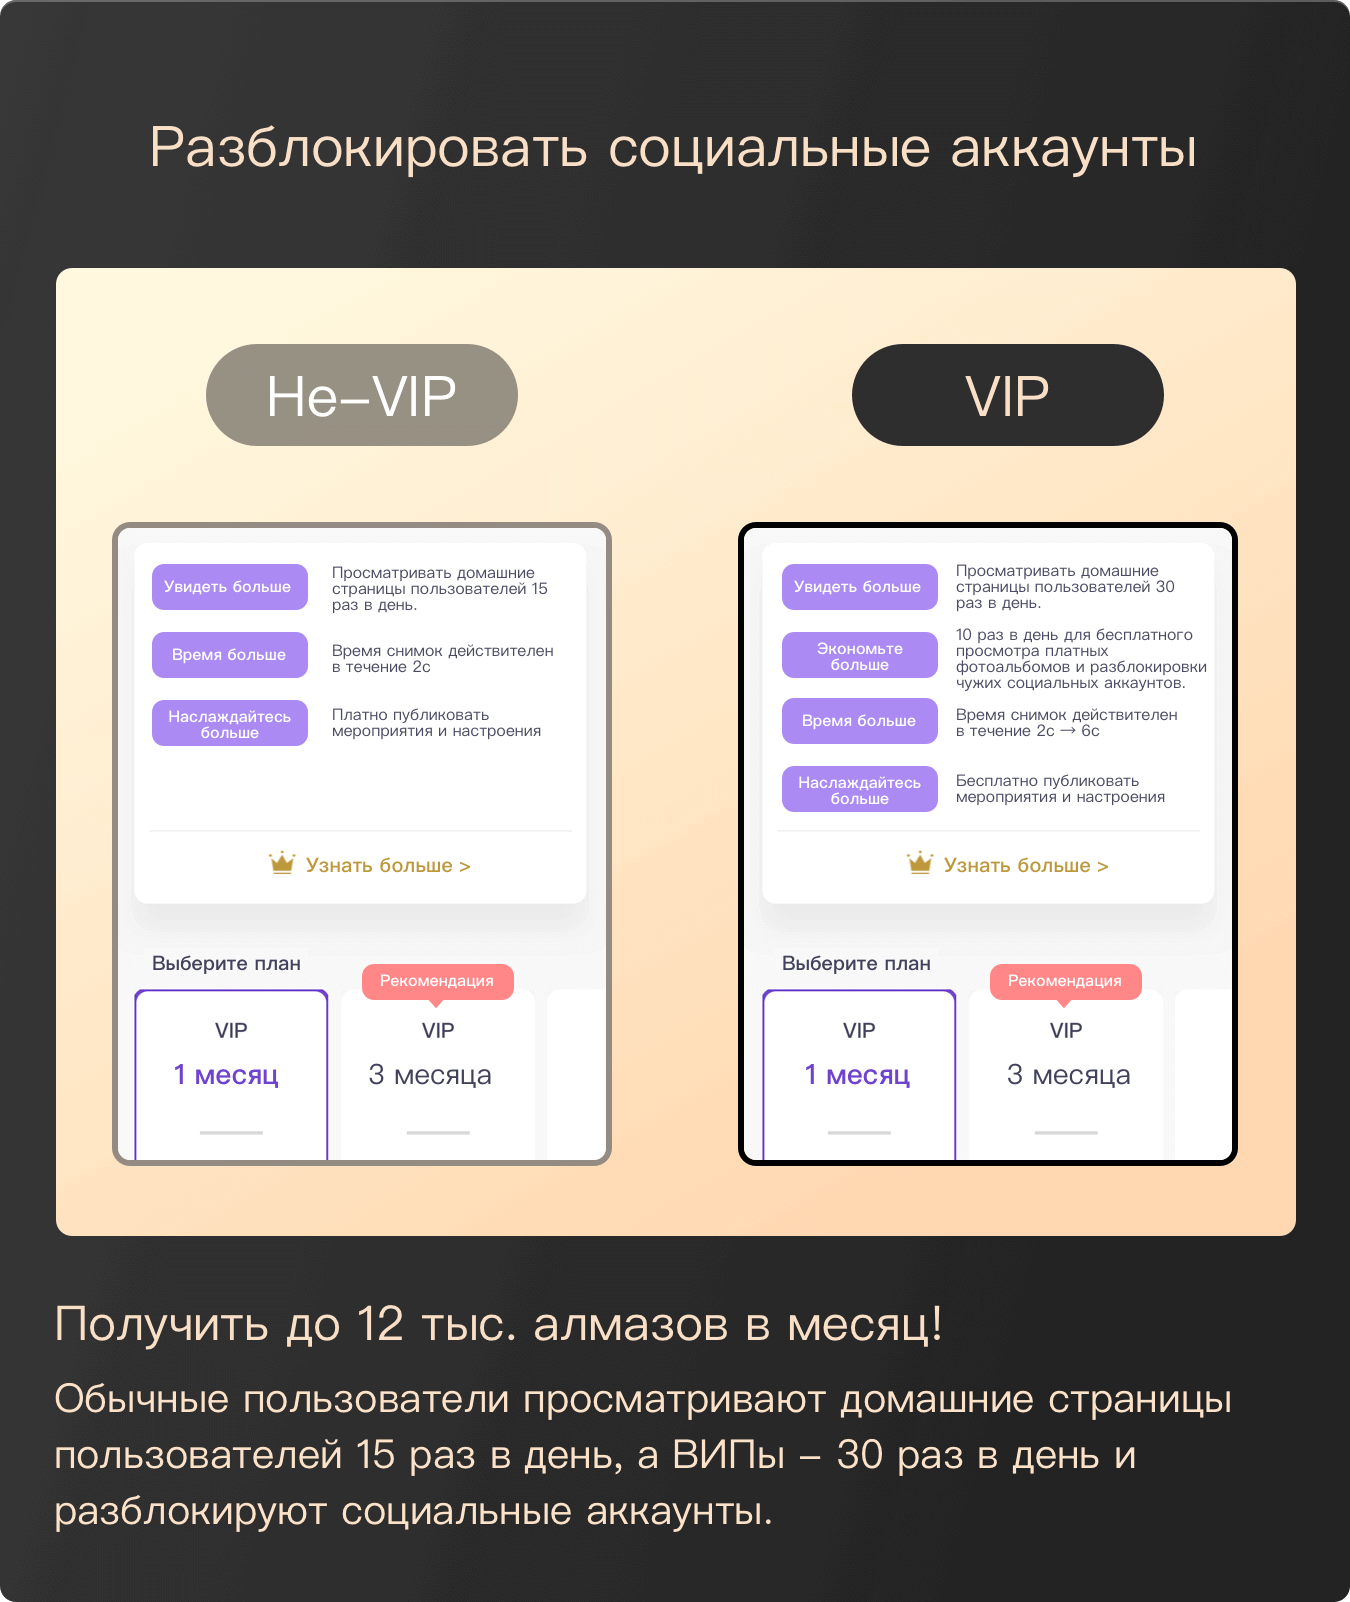 Разблокировать социальные аккаунты
Не–VIP
Увидеть больше
Просматривать домашние
страницы пользователей 15
раз в день.
Время больше
Время снимок действителен
в течение 2с
Наслаждайтесь
больше
Платно публиковать
мероприятия и настроения
Узнать больше >
Выберите план
Рекомендация
VIP
1 месяц
VIP
3 месяца
VIP
Увидеть больше
Просматривать домашние
страницы пользователей 30
раз в день.
Экономьте
больше
10 раз в день для бесплатного
просмотра платных
фотоальбомов и разблокировки
чужих социальных аккаунтов.
Время больше
Время снимок действителен
в течение 2с → 6с
Наслаждайтесь
больше
Бесплатно публиковать
мероприятия и настроения
Узнать больше >
Выберите план
Рекомендация
VIP
1 месяц
VIP
3 месяца
Получить до 12 тыс. алмазов в месяц!
Обычные пользователи просматривают домашние страницы
пользователей 15 раз в день, а ВИПы – 30 раз в день и
разблокируют социальные аккаунты.